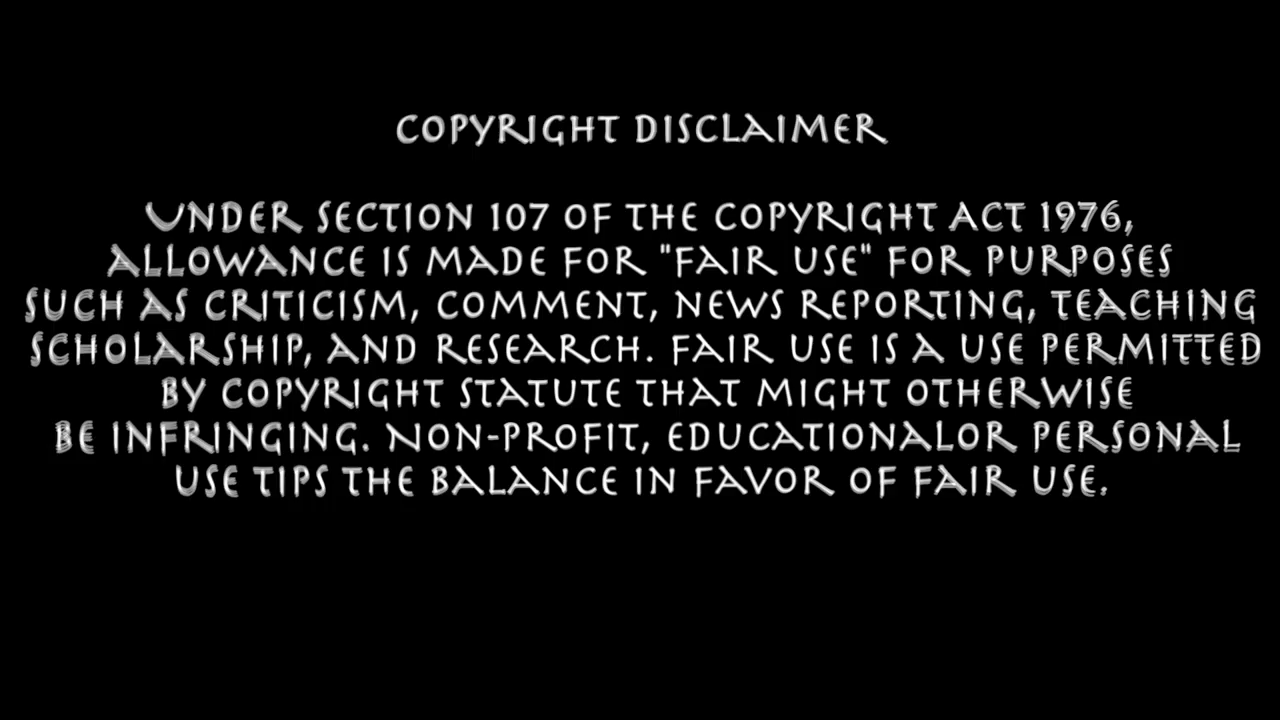 COPYRIGHT DISCLAIMER
UNDER SECTION 107 OF THE COPYRIGHT ACT 1976,
ALLOWANCE IS MADE FOR "FAIR USE" FOR PURPOSES
SUCH AS CRITICISM, COMMENT, NEWS REPORTING, TEACHING
SCHOLARSHIP, AND RESEARCH. FAIR USE IS A USE PERMITTED
BY COPYRIGHT STATUTE THAT MIGHT OTHERWISE
BE INFRINGING. NON-PROFIT, EDUCATIONALOR PERSONAL
USE TIPS THE BALANCE IN FAVOR OF FAIR USE.